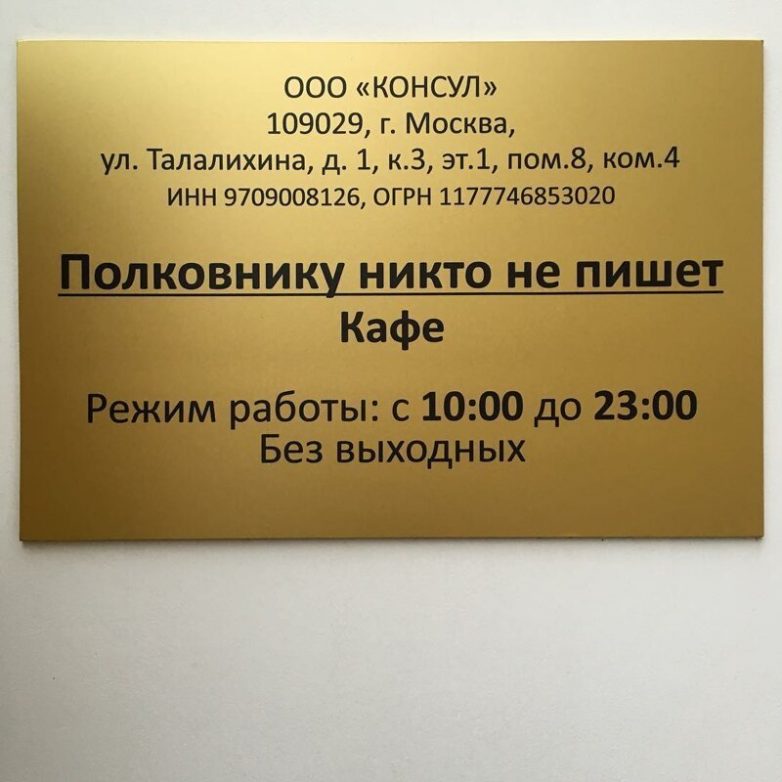 ООО «КОНСУЛ»
109029, г. Москва,
ул. Талалихина, д. 1, к.3, эт.1, пом.8, ком.4
ИНН 9709008126, ОГРН 1177746853020
Полковнику никто не пишет
Кафе
Режим работы: с 10:00 до 23:00
Без выходных